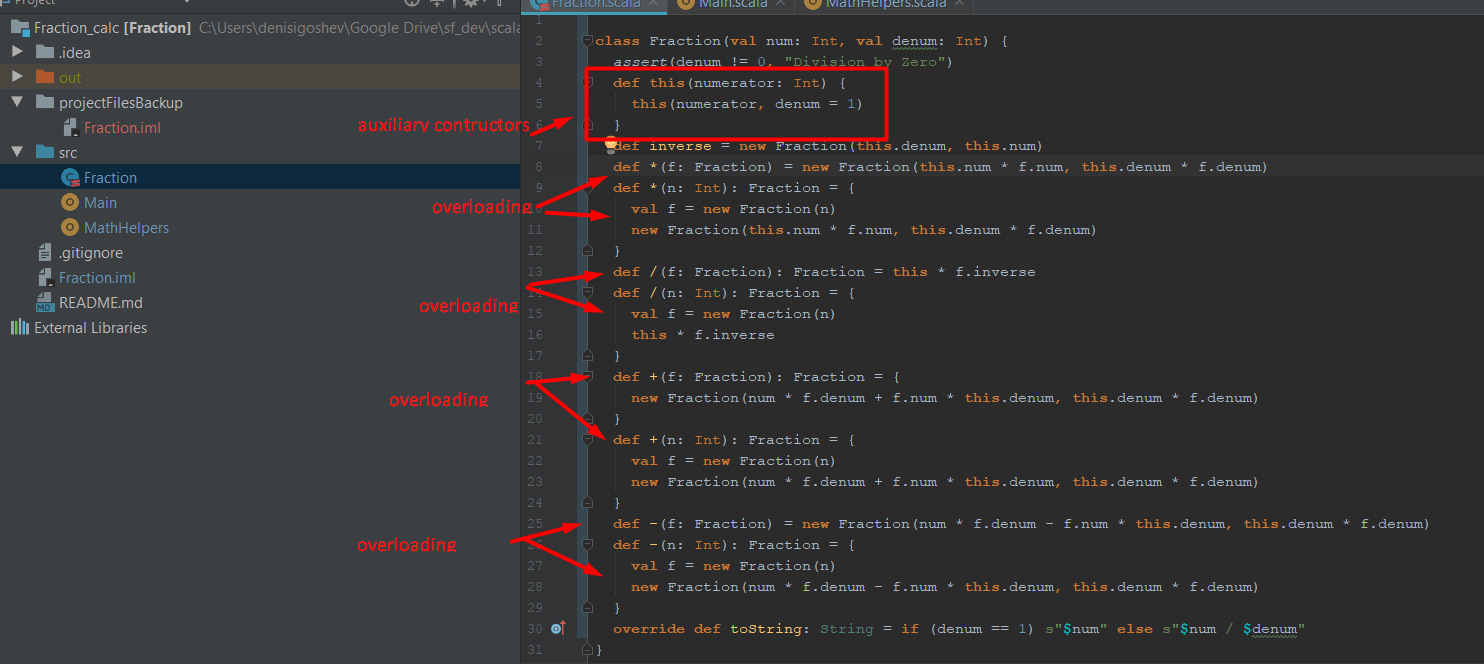 Project
Fraction.scala
Main.scala
MathHelpers.scala
Fraction_calc [Fraction] C:\Users\denisigoshev\Google Drive\sf_dev\scala
.idea
out
projectFilesBackup
Fraction.iml
src
Fraction
Main
MathHelpers
.gitignore
Fraction.iml
README.md
External Libraries
auxiliary contructors
overloading
overloading
overloading
overloading
1
2 class Fraction(val num: Int, val denum: Int) {
3 assert(denum != 0, "Division by Zero")
4 def this(numerator: Int) {
5 this(numerator, denum = 1)
6 }
7 def inverse = new Fraction(this.denum, this.num)
8 def *(f: Fraction) = new Fraction(this.num * f.num, this.denum * f.denum)
9 def *(n: Int): Fraction = {
10 val f = new Fraction(n)
11 new Fraction(this.num * f.num, this.denum * f.denum)
12 }
13 def /(f: Fraction): Fraction = this * f.inverse
14 def /(n: Int): Fraction = {
15 val f = new Fraction(n)
16 this * f.inverse
17 }
18 def +(f: Fraction): Fraction = {
19 new Fraction(num * f.denum + f.num * this.denum, this.denum * f.denum)
20 }
21 def +(n: Int): Fraction = {
22 val f = new Fraction(n)
23 new Fraction(num * f.denum + f.num * this.denum, this.denum * f.denum)
24 }
25 def -(f: Fraction) = new Fraction(num * f.denum - f.num * this.denum, this.denum * f.denum)
26 def -(n: Int): Fraction = {
27 val f = new Fraction(n)
28 new Fraction(num * f.denum - f.num * this.denum, this.denum * f.denum)
29 }
30 override def toString: String = if (denum == 1) s"$num" else s"$num / $denum"
31 }